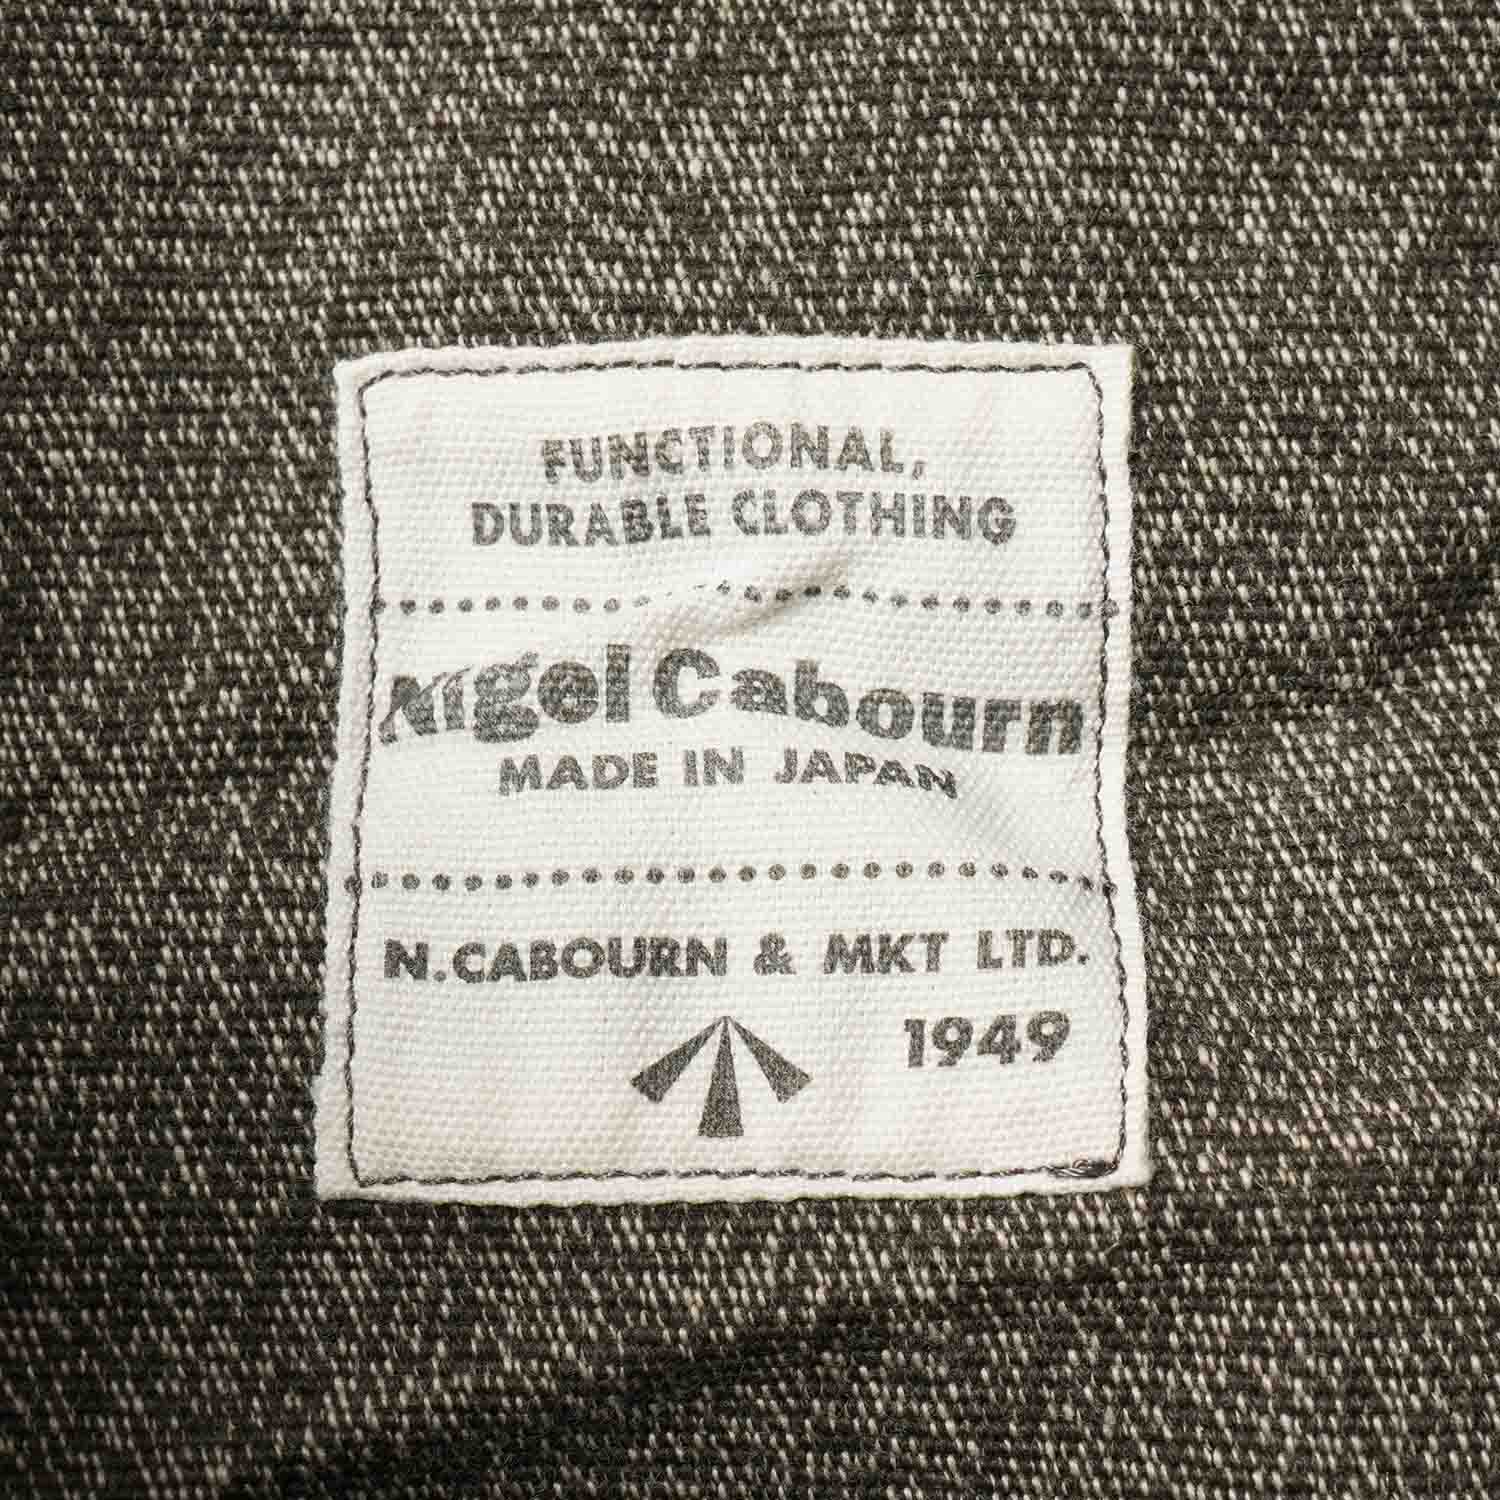 FUNCTIONAL,
DURABLE CLOTHING
Nigel Cabourn
MADE IN JAPAN
N.CABOURN & MKT LTD.
1949